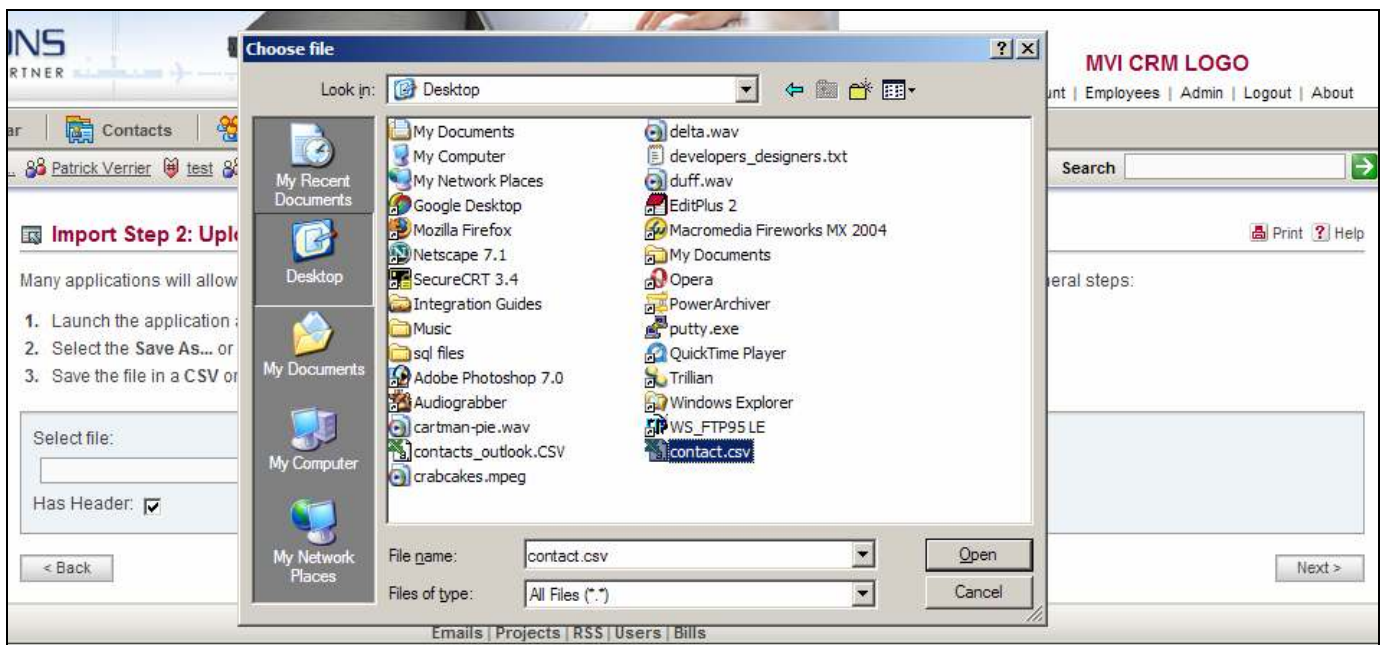 INS
RTNER
MVI CRM LOGO
unt | Employees | Admin | Logout | About
ar | Contacts
.. Patrick Verrier test
Search
Import Step 2: Uplo
Print ? Help
Many applications will allow
neral steps:
1. Launch the application a
2. Select the Save As... or
3. Save the file in a CSV or
Select file:
Has Header:
< Back
Next >
Emails | Projects | RSS | Users | Bills
Choose file
Look in: Desktop
My Recent Documents
Desktop
My Documents
My Computer
My Network Places
My Documents
My Computer
My Network Places
Google Desktop
Mozilla Firefox
Netscape 7.1
SecureCRT 3.4
Integration Guides
Music
sql files
Adobe Photoshop 7.0
Audiograbber
cartman-pie.wav
contacts_outlook.CSV
crabcakes.mpeg
delta.wav
developers_designers.txt
duff.wav
EditPlus 2
Macromedia Fireworks MX 2004
My Documents
Opera
PowerArchiver
putty.exe
QuickTime Player
Trillian
Windows Explorer
WS_FTP95 LE
contact.csv
File name: contact.csv
Open
Files of type: All Files (*.*)
Cancel